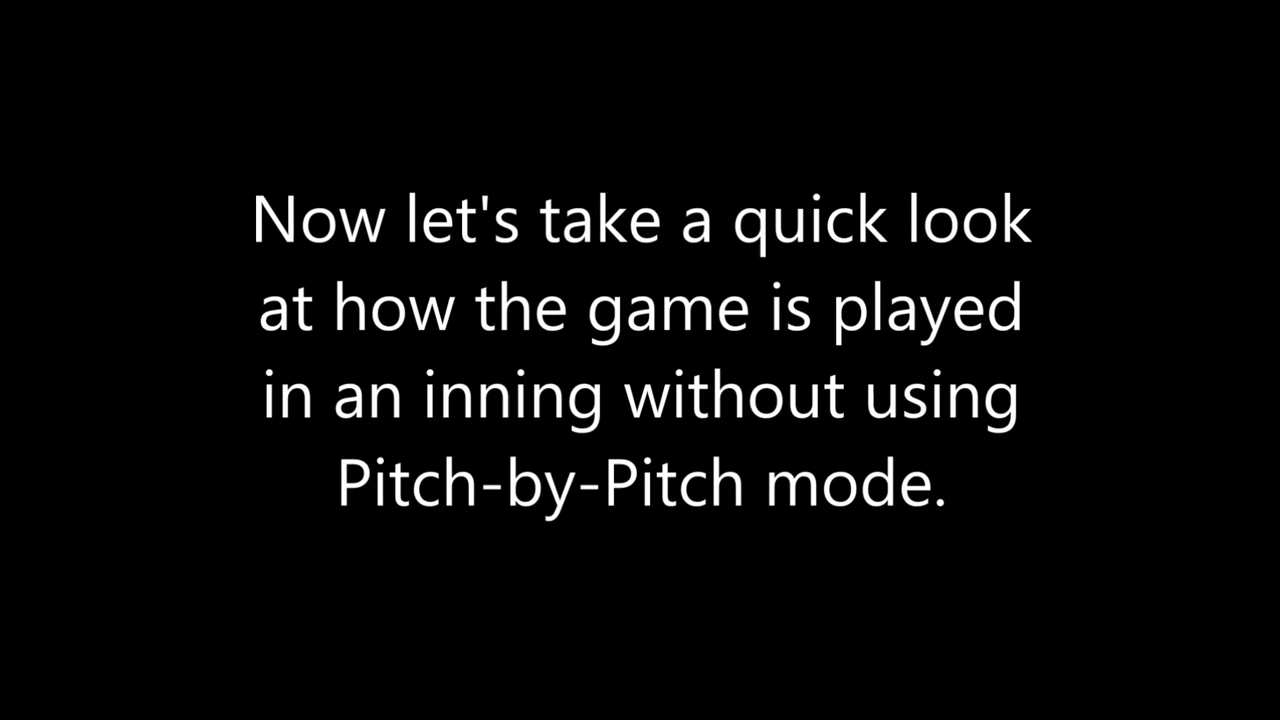 Now let's take a quick look
at how the game is played
in an inning without using
Pitch-by-Pitch mode.